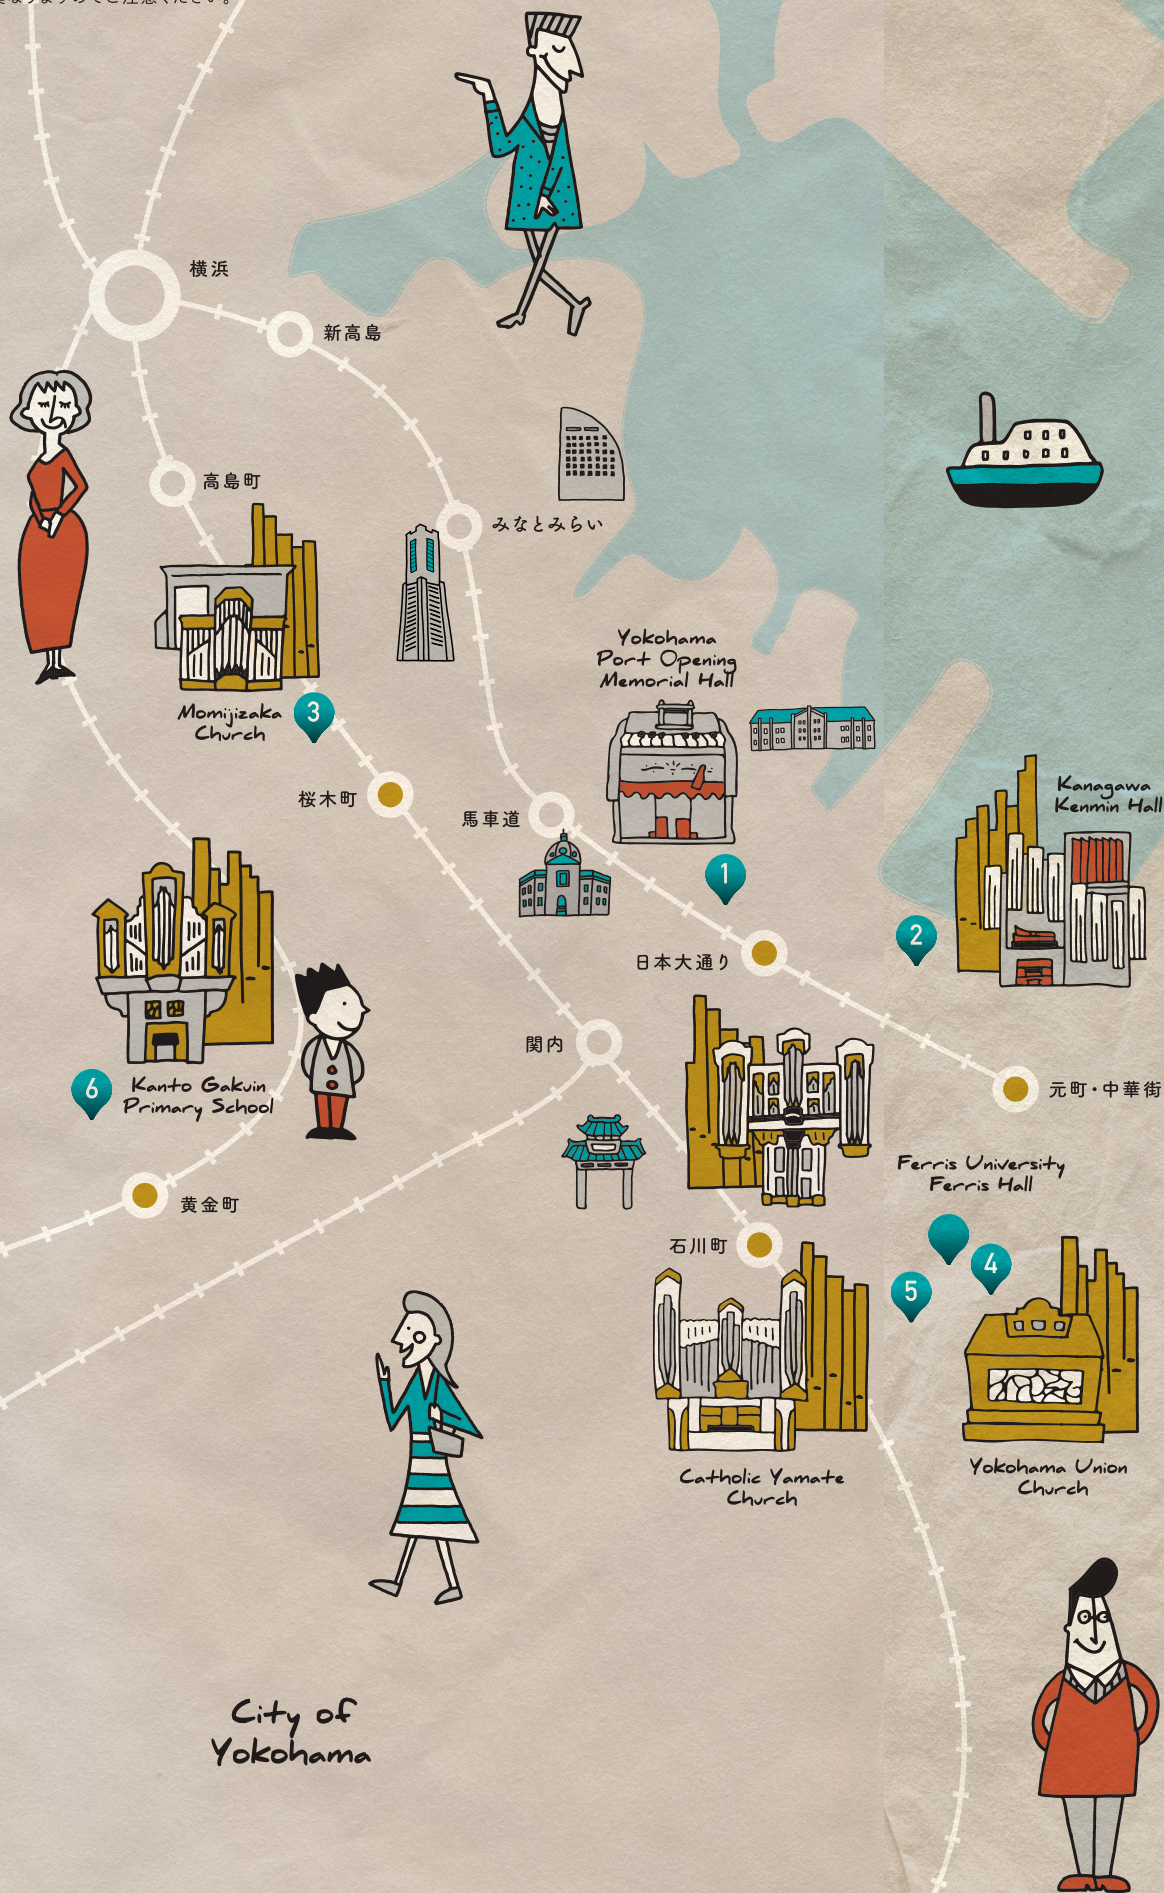 横浜
新高島
高島町
みなとみらい
Yokohama
Port Opening
Memorial Hall
Momijizaka
Church
3
Kanagawa
Kenmin Hall
桜木町
馬車道
1
2
日本大通り
関内
6
Kanto Gakuin
Primary School
元町・中華街
黄金町
Ferris University
Ferris Hall
石川町
4
5
Catholic Yamate
Church
Yokohama Union
Church
City of
Yokohama